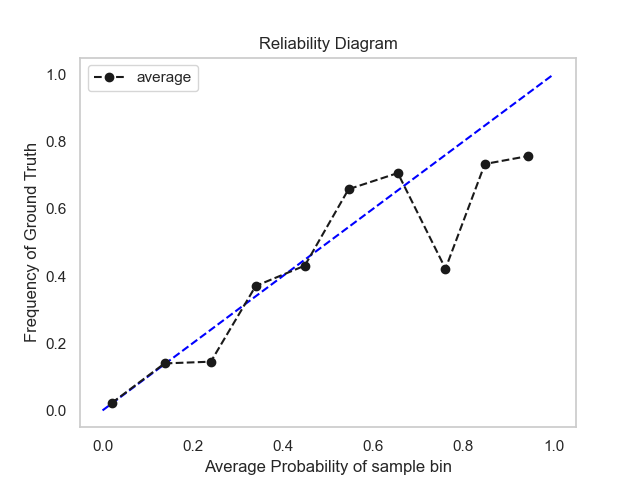 Reliability Diagram
average
Frequency of Ground Truth
1.0
0.8
0.6
0.4
0.2
0.0
0.0 0.2 0.4 0.6 0.8 1.0
Average Probability of sample bin